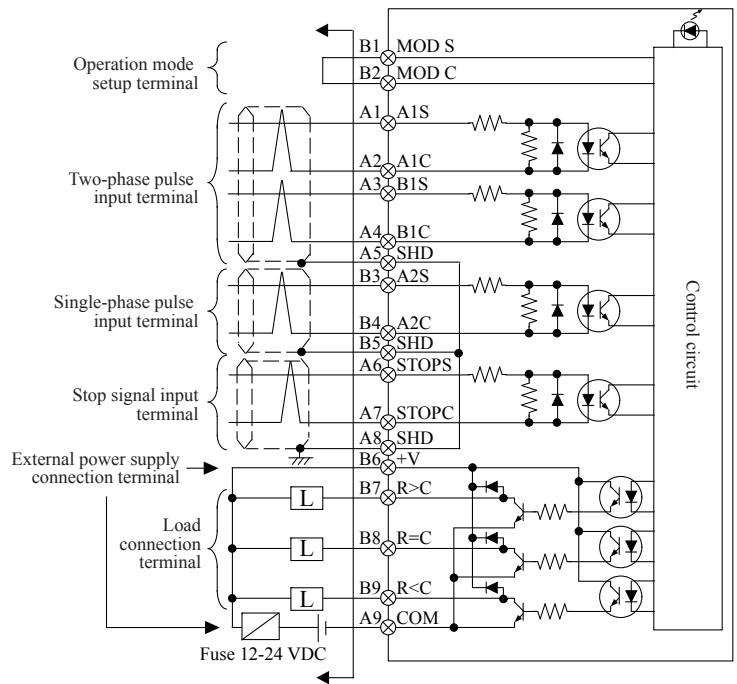 Operation mode
setup terminal
B1 MOD S
B2 MOD C
Two-phase pulse
input terminal
A1 A1S
A2 A1C
A3 B1S
A4 B1C
A5 SHD
Single-phase pulse
input terminal
B3 A2S
B4 A2C
B5 SHD
Stop signal input
terminal
A6 STOPS
A7 STOPC
A8 SHD
External power supply
connection terminal
B6 +V
Load
connection
terminal
L B7 R>C
L B8 R=C
L B9 R<C
A9 COM
Fuse 12-24 VDC
Control circuit